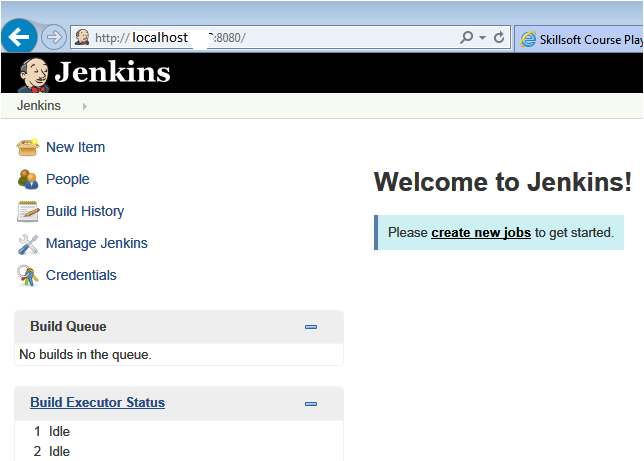 http:// localhost :8080/
Skillsoft Course Play
Jenkins
Jenkins
New Item
People
Build History
Manage Jenkins
Credentials
Welcome to Jenkins!
Please create new jobs to get started.
Build Queue
No builds in the queue.
Build Executor Status
1 Idle
2 Idle